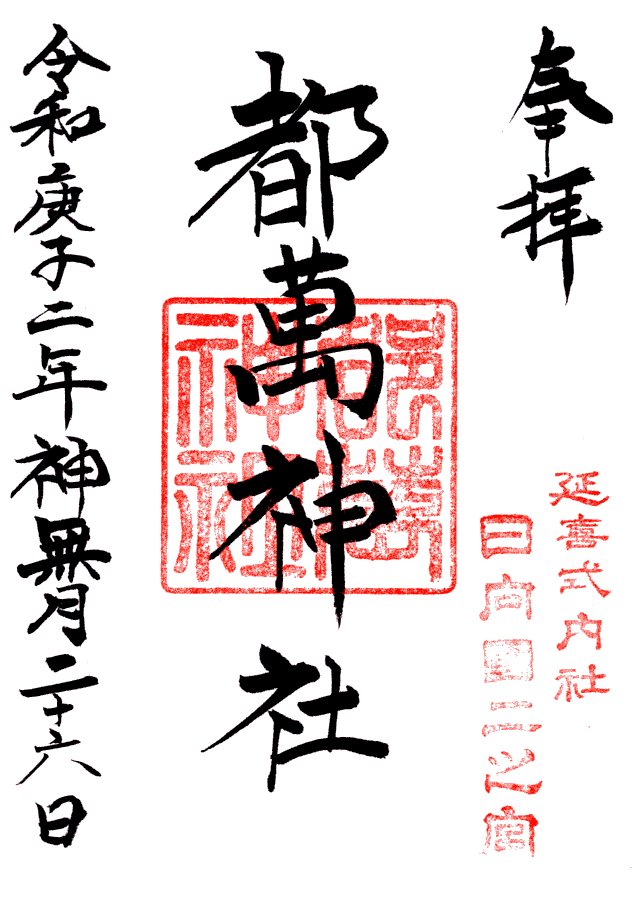 奉拝
延喜式内社
日向国二之宮
都萬神社
都萬
神社
令和庚子二年神無月二十六日